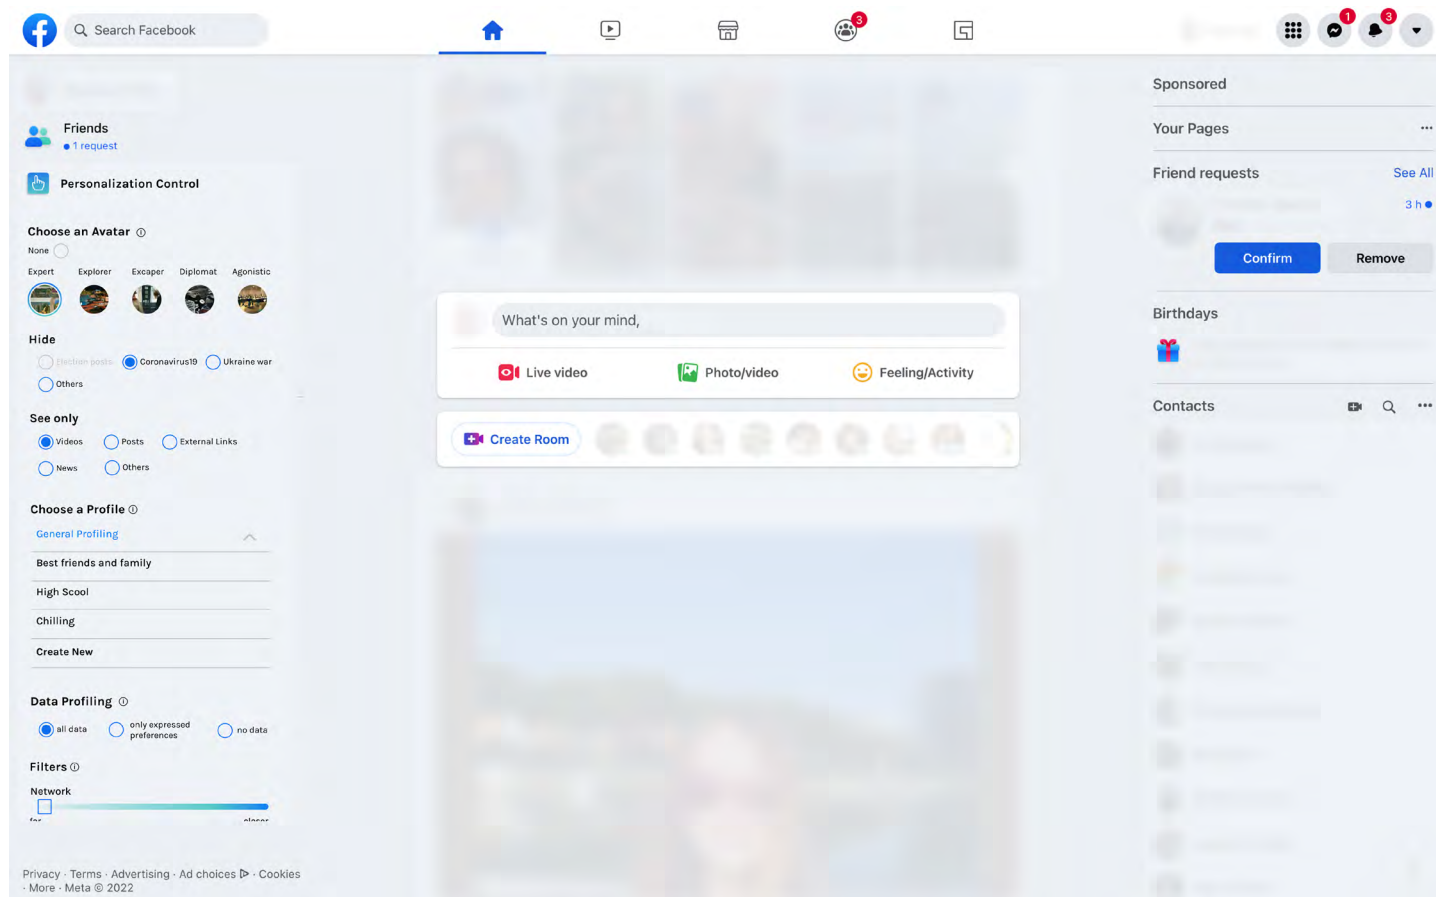 Search Facebook
3
1
3
Friends
1 request
Personalization Control
Choose an Avatar
None
Expert Explorer Excaper Diplomat Agonistic
Hide
Election posts Coronavirus19 Ukraine war
Others
See only
Videos Posts External Links
News Others
Choose a Profile
General Profiling
Best friends and family
High Scool
Chilling
Create New
Data Profiling
all data only expressed preferences no data
Filters
Network
far closer
Privacy · Terms · Advertising · Ad choices · Cookies
· More · Meta © 2022
What's on your mind,
Live video Photo/video Feeling/Activity
Create Room
Sponsored
Your Pages
Friend requests See All
3 h
Confirm Remove
Birthdays
Contacts